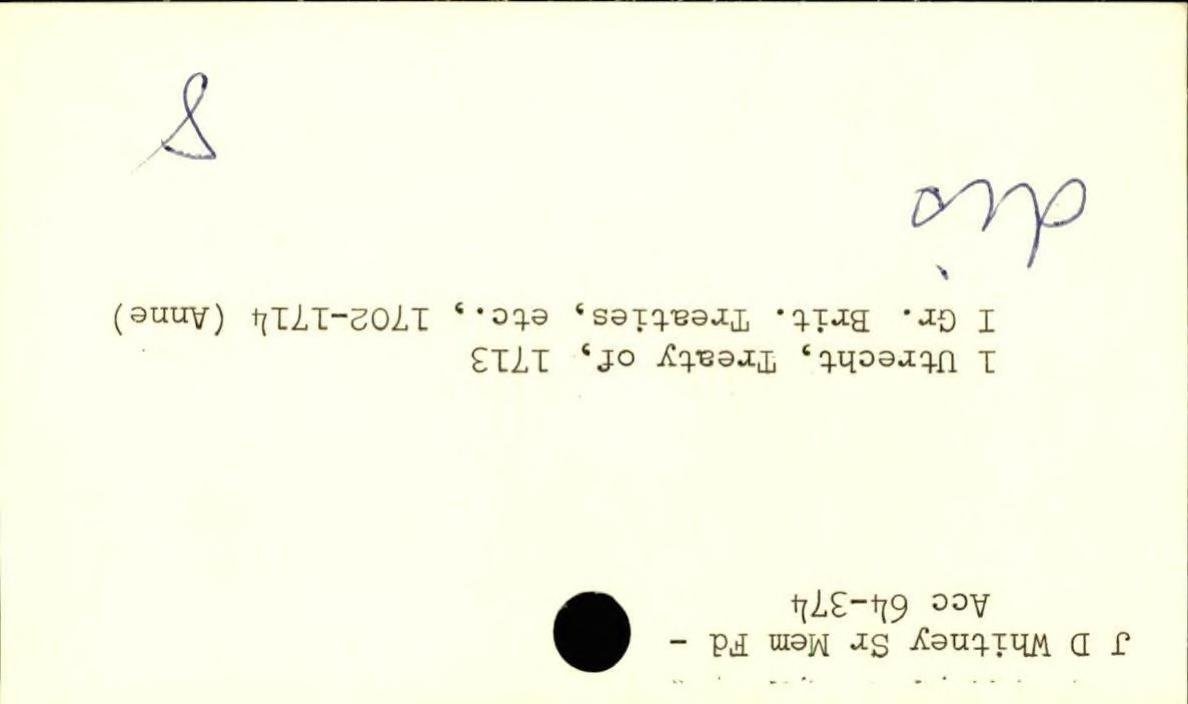 J D Whitney Sr Mem Fd -
Acc 64-374
1 Utrecht, Treaty of, 1713
I Gr. Brit. Treaties, etc., 1702-1714 (Anne)